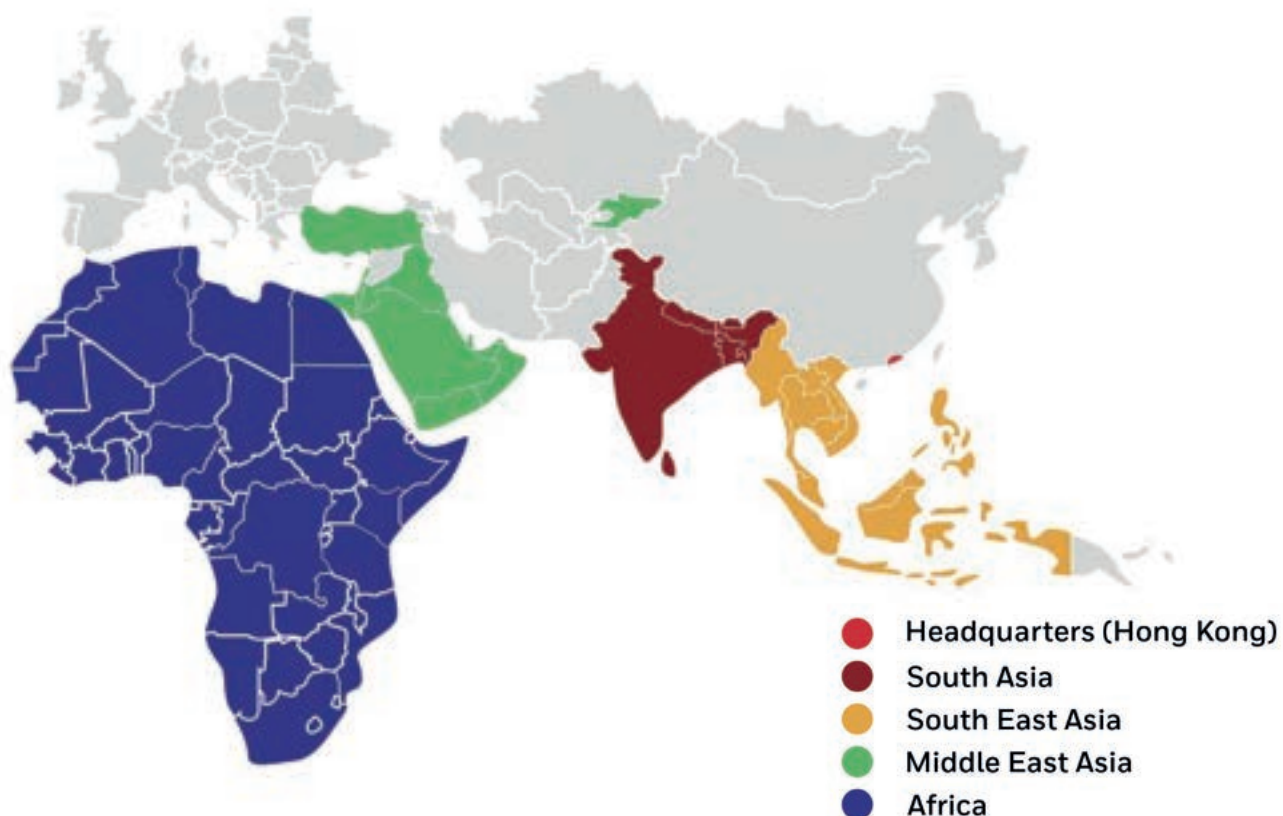 Headquarters (Hong Kong)
South Asia
South East Asia
Middle East Asia
Africa